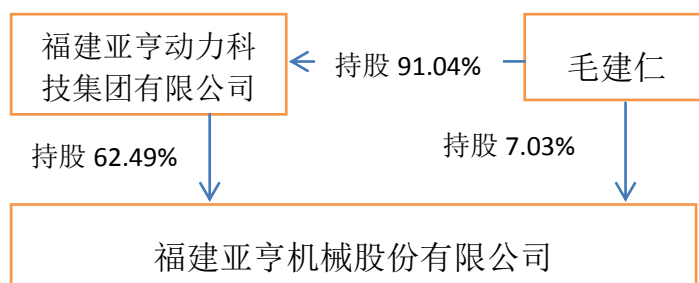 福建亚亨动力科
技集团有限公司
持股 91.04%
毛建仁
持股 62.49%
持股 7.03%
福建亚亨机械股份有限公司